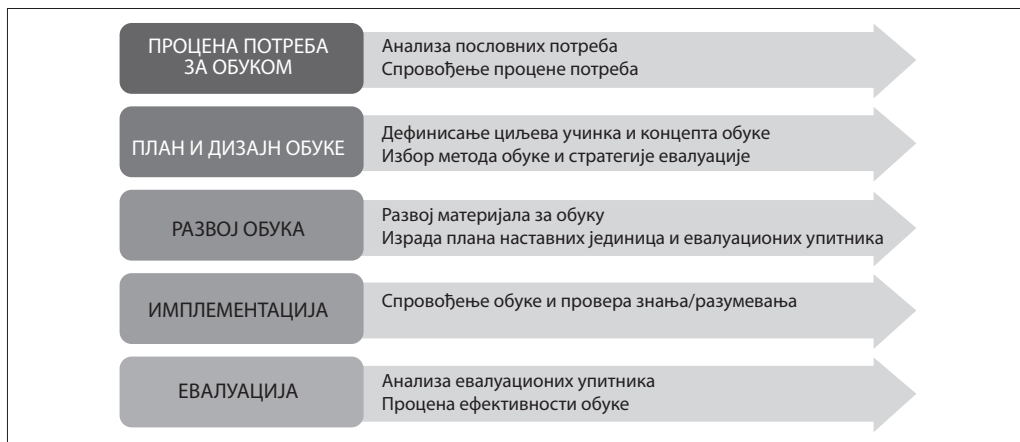 ПРОЦЕНА ПОТРЕБА
ЗА ОБУКОМ
Анализа пословних потреба
Спровођење процене потреба
ПЛАН И ДИЗАЈН ОБУКЕ
Дефинисање циљева учинка и концепта обуке
Избор метода обуке и стратегије евалуације
РАЗВОЈ ОБУКА
Развој материјала за обуку
Израда плана наставних јединица и евалуационих упитника
ИМПЛЕМЕНТАЦИЈА
Спровођење обуке и провера знања/разумевања
ЕВАЛУАЦИЈА
Анализа евалуационих упитника
Процена ефективности обуке